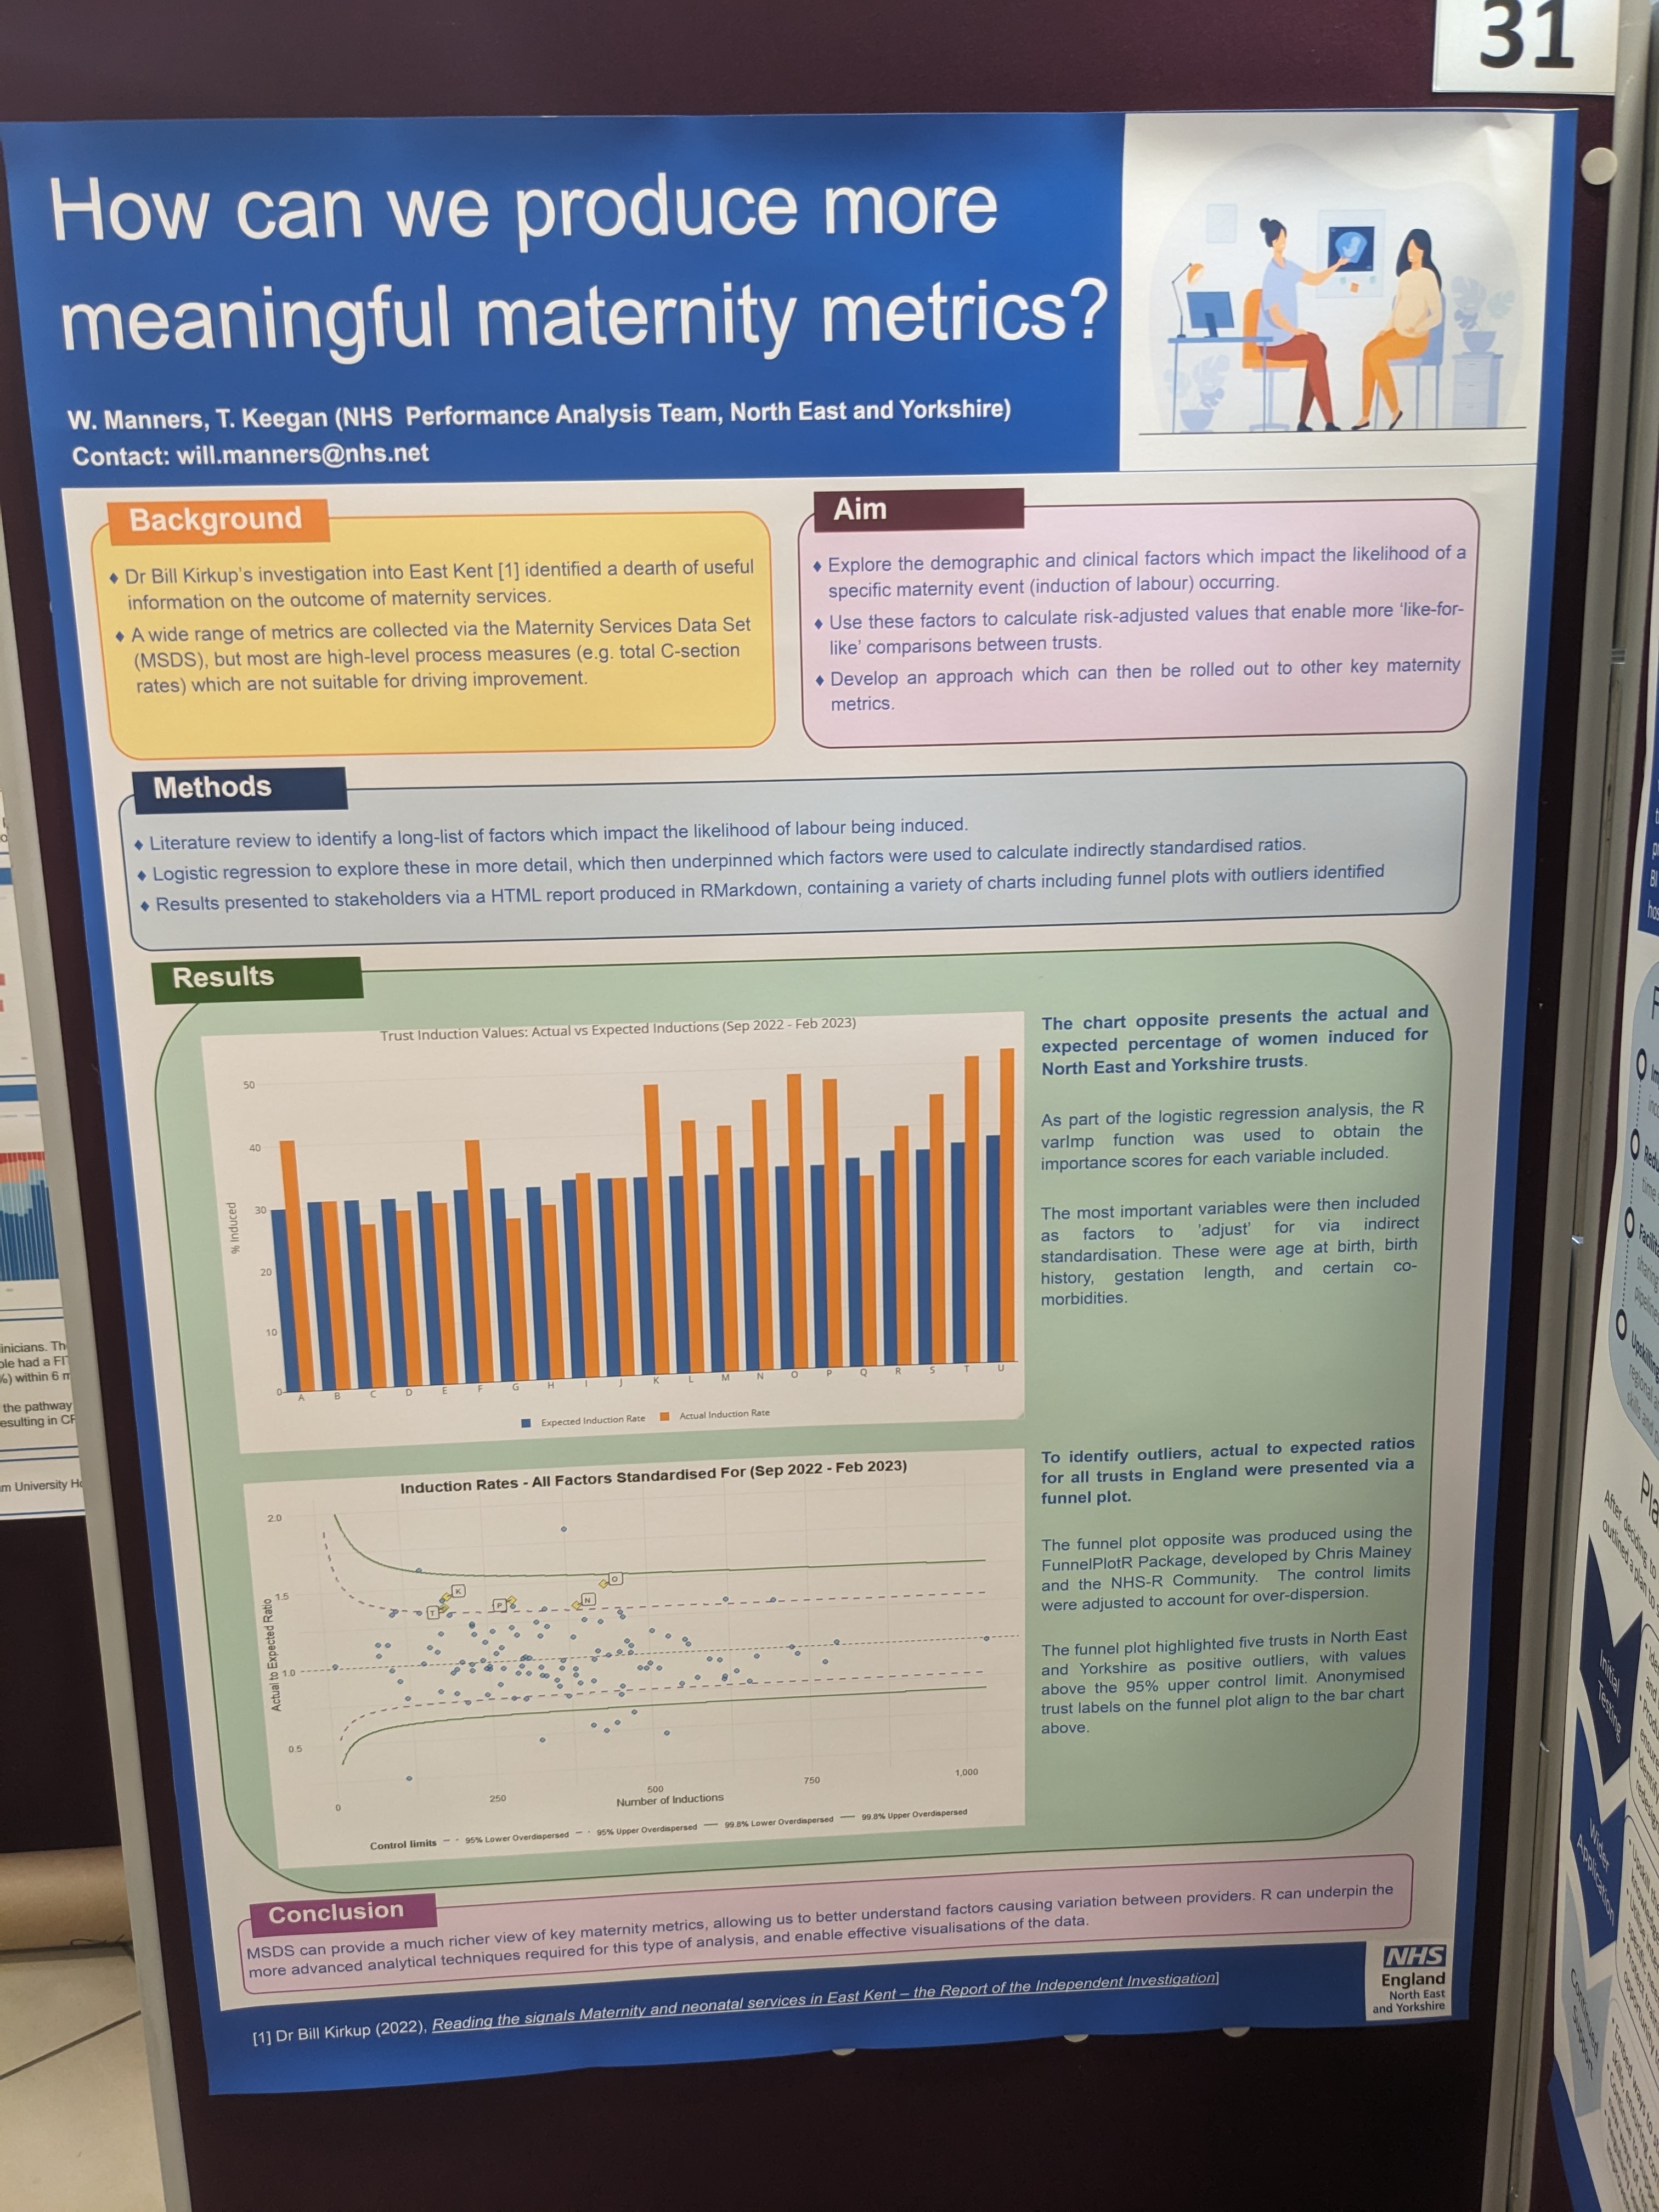 31
How can we produce more
meaningful maternity metrics?
W. Manners, T. Keegan (NHS Performance Analysis Team, North East and Yorkshire)
Contact: will.manners@nhs.net
Background
♦ Dr Bill Kirkup's investigation into East Kent [1] identified a dearth of useful
information on the outcome of maternity services.
♦ A wide range of metrics are collected via the Maternity Services Data Set
(MSDS), but most are high-level process measures (e.g. total C-section
rates) which are not suitable for driving improvement.
Aim
♦ Explore the demographic and clinical factors which impact the likelihood of a
specific maternity event (induction of labour) occurring.
♦ Use these factors to calculate risk-adjusted values that enable more 'like-for-
like' comparisons between trusts.
♦ Develop an approach which can then be rolled out to other key maternity
metrics.
Methods
♦ Literature review to identify a long-list of factors which impact the likelihood of labour being induced.
♦ Logistic regression to explore these in more detail, which then underpinned which factors were used to calculate indirectly standardised ratios.
♦ Results presented to stakeholders via a HTML report produced in RMarkdown, containing a variety of charts including funnel plots with outliers identified
Results
Trust Induction Values: Actual vs Expected Inductions (Sep 2022 - Feb 2023)
50
40
30
20
10
0
% Induced
A B C D E F G H I J K L M N O P Q R S T U
Expected Induction Rate Actual Induction Rate
The chart opposite presents the actual and
expected percentage of women induced for
North East and Yorkshire trusts.
As part of the logistic regression analysis, the R
varImp function was used to obtain the
importance scores for each variable included.
The most important variables were then included
as factors to 'adjust' for via indirect
standardisation. These were age at birth, birth
history, gestation length, and certain co-
morbidities.
Induction Rates - All Factors Standardised For (Sep 2022 - Feb 2023)
2.0
1.5
1.0
0.5
Actual to Expected Ratio
K
T
P
N
O
0 250 500 750 1,000
Number of Inductions
Control limits 95% Lower Overdispersed 95% Upper Overdispersed 99.8% Lower Overdispersed 99.8% Upper Overdispersed
To identify outliers, actual to expected ratios
for all trusts in England were presented via a
funnel plot.
The funnel plot opposite was produced using the
FunnelPlotR Package, developed by Chris Mainey
and the NHS-R Community. The control limits
were adjusted to account for over-dispersion.
The funnel plot highlighted five trusts in North East
and Yorkshire as positive outliers, with values
above the 95% upper control limit. Anonymised
trust labels on the funnel plot align to the bar chart
above.
Conclusion
MSDS can provide a much richer view of key maternity metrics, allowing us to better understand factors causing variation between providers. R can underpin the
more advanced analytical techniques required for this type of analysis, and enable effective visualisations of the data.
[1] Dr Bill Kirkup (2022), Reading the signals Maternity and neonatal services in East Kent – the Report of the Independent Investigation]
NHS
England
North East
and Yorkshire
inicians. Th
ple had a FI
%) within 6 m
the pathway
esulting in CF
m University Ho
Initial
Testing
Wider
Application
Continued
Support